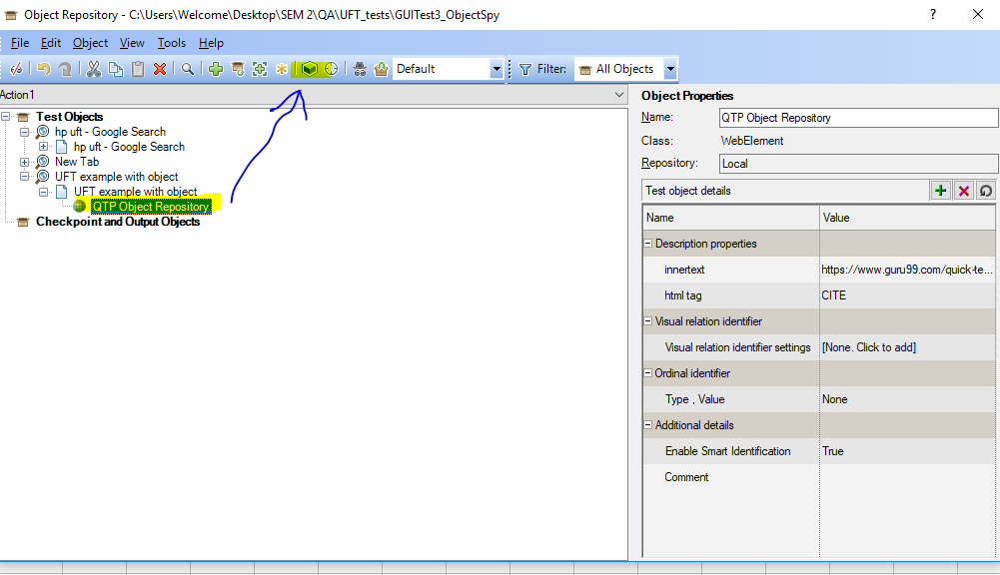 Object Repository - C:\Users\Welcome\Desktop\SEM 2\QA\UFT_tests\GUITest3_ObjectSpy
?
File Edit Object View Tools Help
Default
Filter:
All Objects
Action1
Test Objects
hp uft - Google Search
hp uft - Google Search
New Tab
UFT example with object
UFT example with object
QTP Object Repository
Checkpoint and Output Objects
Object Properties
Name: QTP Object Repository
Class: WebElement
Repository: Local
Test object details
Name Value
Description properties
innertext https://www.guru99.com/quick-te...
html tag CITE
Visual relation identifier
Visual relation identifier settings [None. Click to add]
Ordinal identifier
Type , Value None
Additional details
Enable Smart Identification True
Comment